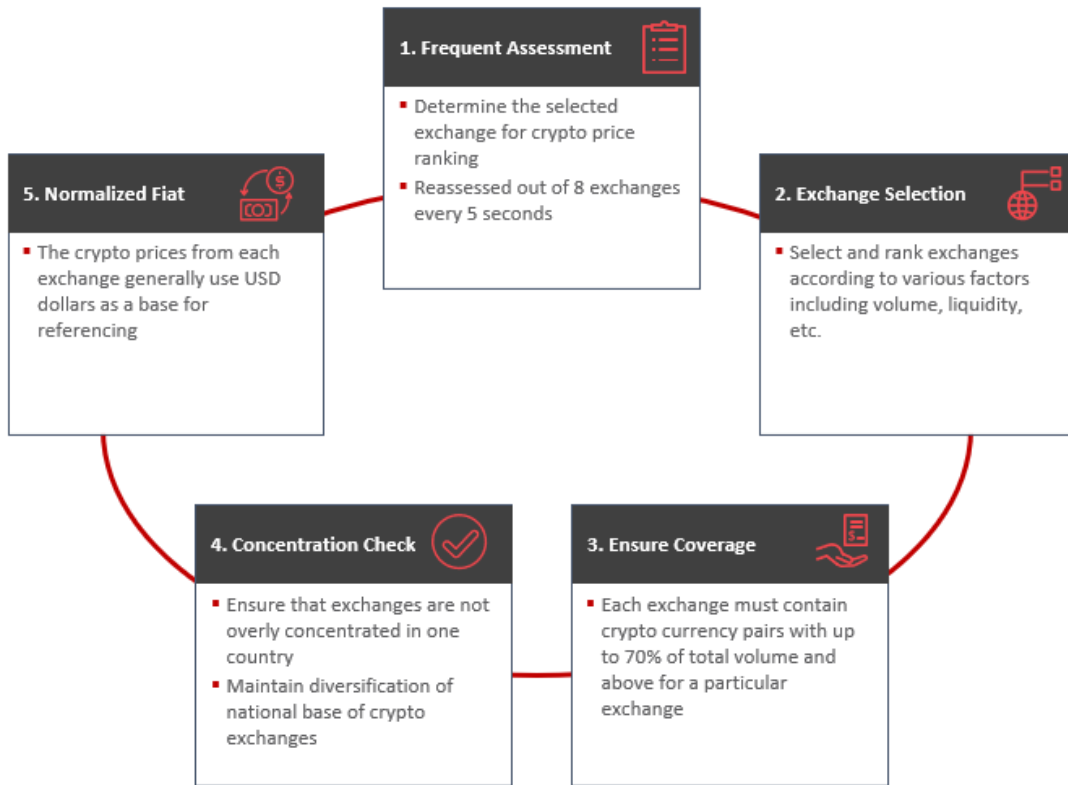 1. Frequent Assessment
▪ Determine the selected
exchange for crypto price
ranking
▪ Reassessed out of 8 exchanges
every 5 seconds
2. Exchange Selection
▪ Select and rank exchanges
according to various factors
including volume, liquidity,
etc.
3. Ensure Coverage
▪ Each exchange must contain
crypto currency pairs with up
to 70% of total volume and
above for a particular
exchange
4. Concentration Check
▪ Ensure that exchanges are not
overly concentrated in one
country
▪ Maintain diversification of
national base of crypto
exchanges
5. Normalized Fiat
▪ The crypto prices from each
exchange generally use USD
dollars as a base for
referencing